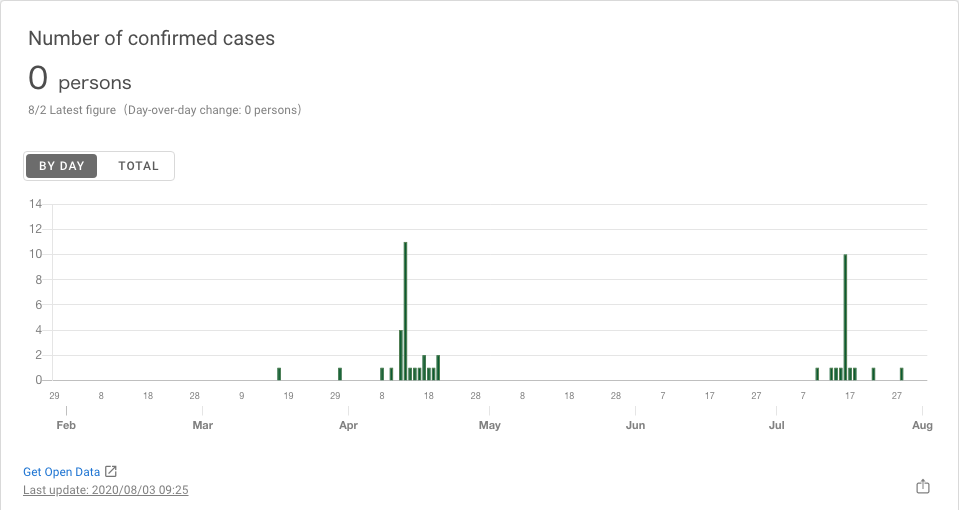 Number of confirmed cases
0 persons
8/2 Latest figure（Day-over-day change: 0 persons）
BY DAY TOTAL
14
12
10
8
6
4
2
0
29 8 18 28 9 19 29 8 18 28 8 18 28 7 17 27 7 17 27
Feb Mar Apr May Jun Jul Aug
Get Open Data
Last update: 2020/08/03 09:25